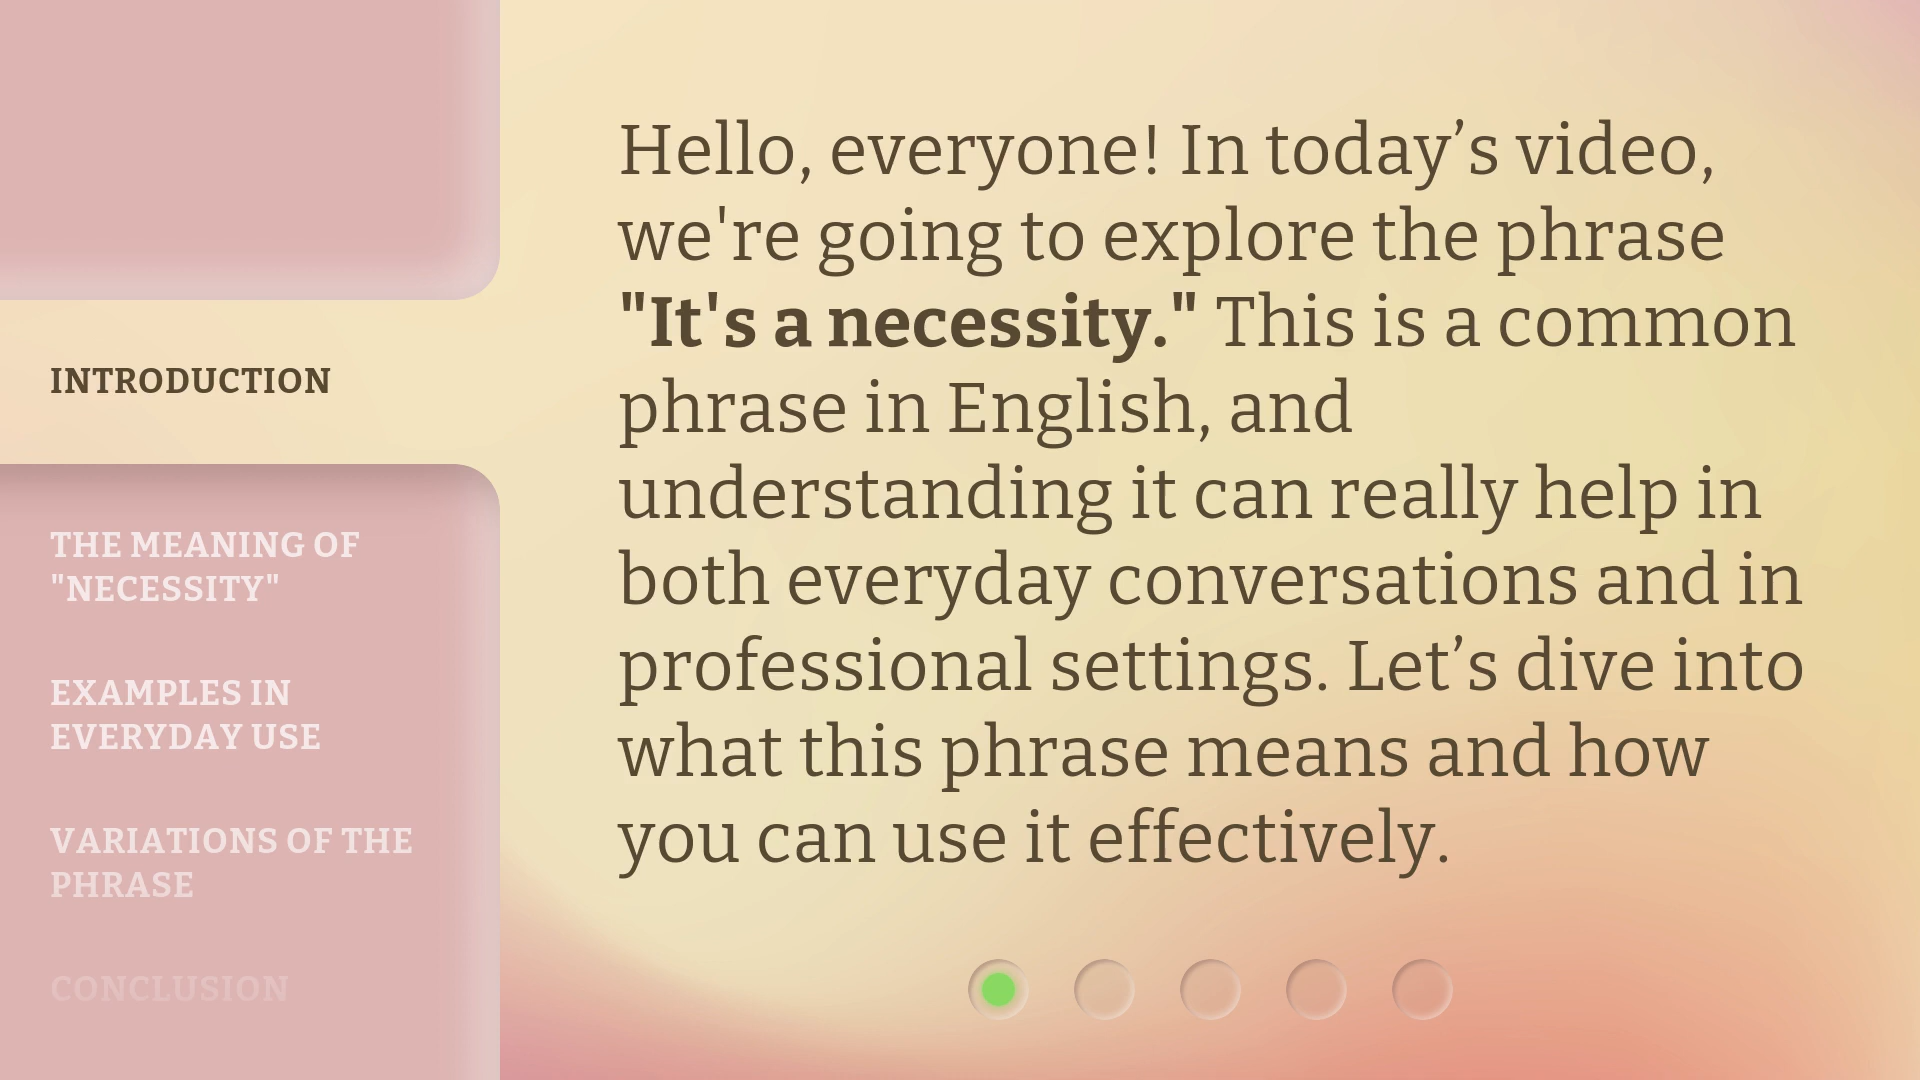 INTRODUCTION
THE MEANING OF
"NECESSITY"
EXAMPLES IN
EVERYDAY USE
VARIATIONS OF THE
PHRASE
CONCLUSION
Hello, everyone! In today’s video,
we're going to explore the phrase
"It's a necessity." This is a common
phrase in English, and
understanding it can really help in
both everyday conversations and in
professional settings. Let’s dive into
what this phrase means and how
you can use it effectively.